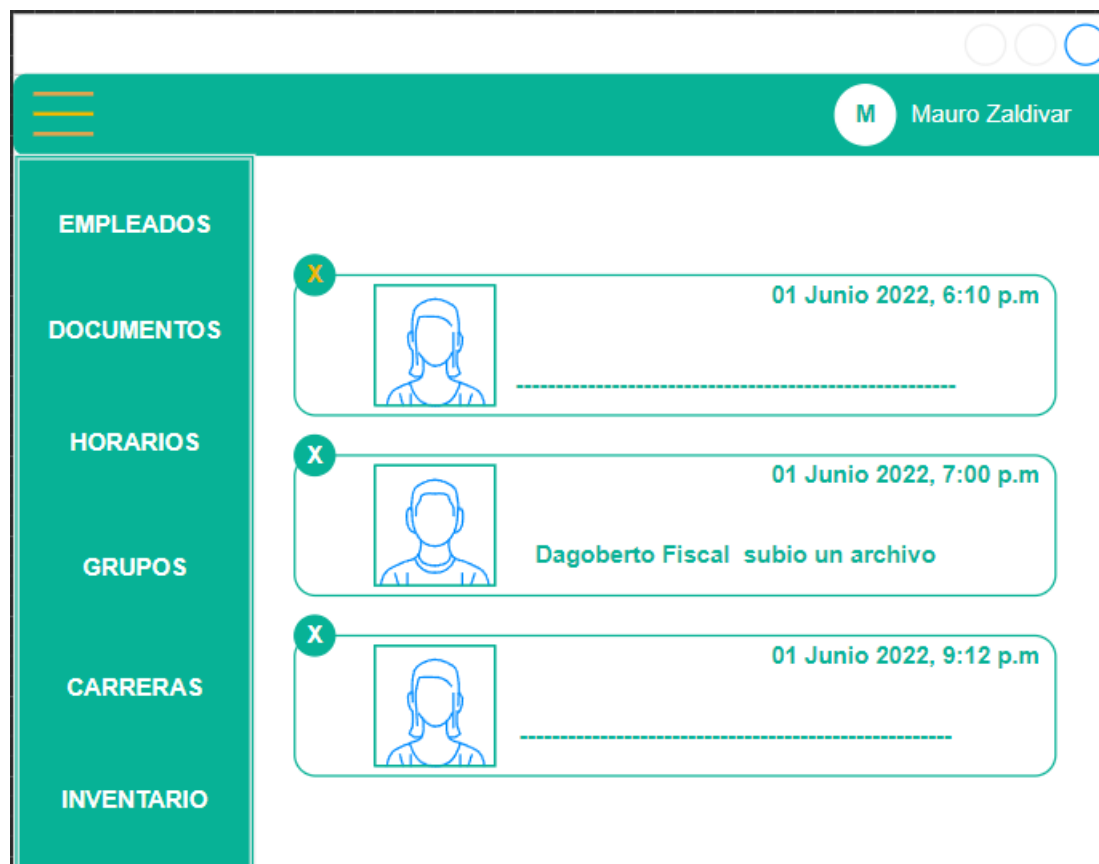 M Mauro Zaldivar
EMPLEADOS
DOCUMENTOS
HORARIOS
GRUPOS
CARRERAS
INVENTARIO
X
01 Junio 2022, 6:10 p.m
-------------------------------------------------------
X
01 Junio 2022, 7:00 p.m
Dagoberto Fiscal subio un archivo
X
01 Junio 2022, 9:12 p.m
------------------------------------------------------